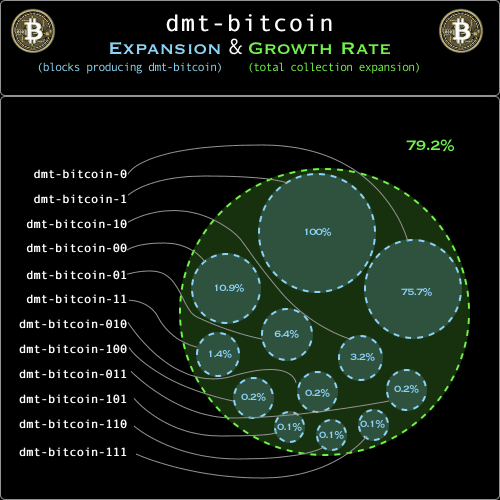 dmt-bitcoin
EXPANSION & GROWTH RATE
(blocks producing dmt-bitcoin) (total collection expansion)
79.2%
dmt-bitcoin-0
dmt-bitcoin-1
dmt-bitcoin-10
dmt-bitcoin-00
dmt-bitcoin-01
dmt-bitcoin-11
dmt-bitcoin-010
dmt-bitcoin-100
dmt-bitcoin-011
dmt-bitcoin-101
dmt-bitcoin-110
dmt-bitcoin-111
100%
10.9%
75.7%
6.4%
1.4%
3.2%
0.2%
0.2%
0.2%
0.1%
0.1%
0.1%